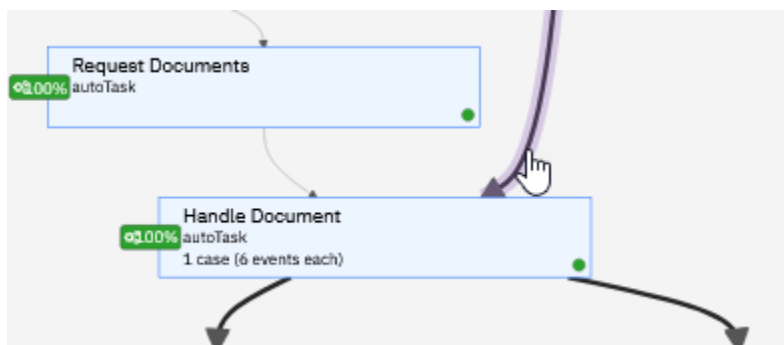 Request Documents
100% autoTask
Handle Document
100% autoTask
1 case (6 events each)